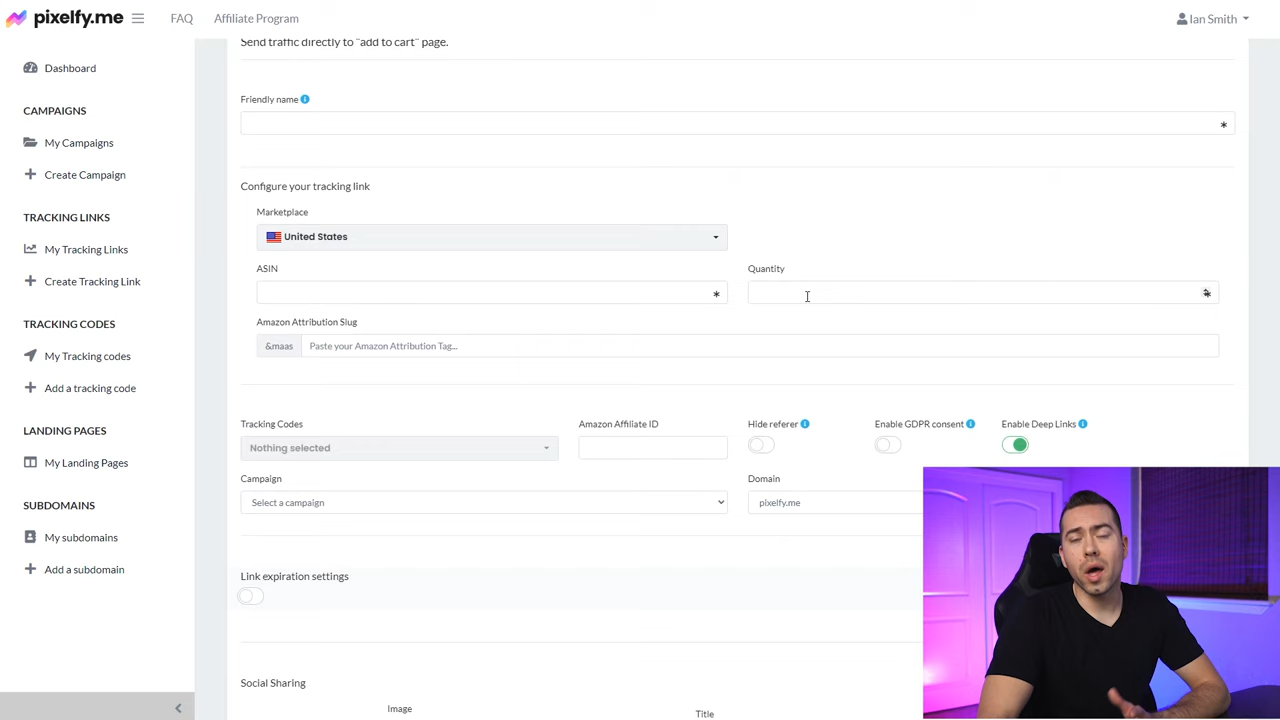 pixelfy.me
FAQ
Affiliate Program
Ian Smith
Send traffic directly to "add to cart" page.
Dashboard
CAMPAIGNS
My Campaigns
Create Campaign
TRACKING LINKS
My Tracking Links
Create Tracking Link
TRACKING CODES
My Tracking codes
Add a tracking code
LANDING PAGES
My Landing Pages
SUBDOMAINS
My subdomains
Add a subdomain
Friendly name
Configure your tracking link
Marketplace
United States
ASIN
Quantity
Amazon Attribution Slug
&maas
Paste your Amazon Attribution Tag...
Tracking Codes
Nothing selected
Amazon Affiliate ID
Hide referer
Enable GDPR consent
Enable Deep Links
Campaign
Select a campaign
Domain
pixelfy.me
Link expiration settings
Social Sharing
Image
Title